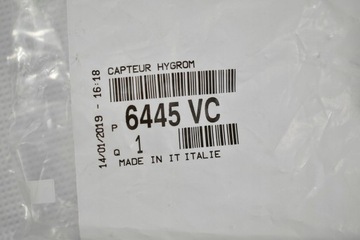 14/01/2019 - 16:18
CAPTEUR HYGROM
P 6445 VC
Q 1
MADE IN IT ITALIE